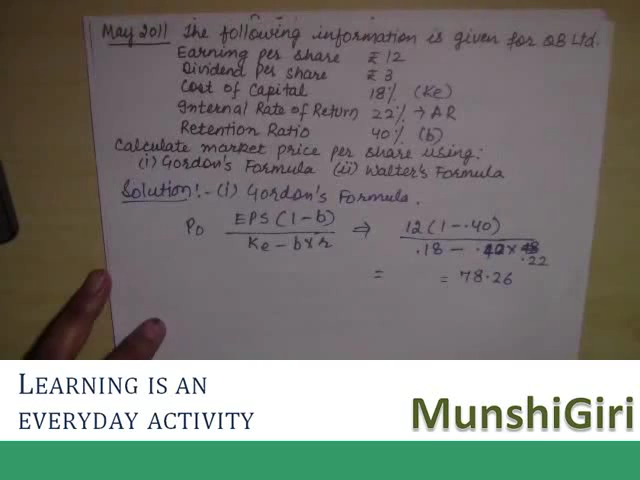 May 2011 The following information is given for QB Ltd.
Earning per share ₹ 12
Dividend per share ₹ 3
Cost of Capital 18% (Ke)
Internal Rate of Return 22% → AR
Retention Ratio 40% (b)
Calculate market price per share using:
(i) Gordon's Formula (ii) Walter's Formula
Solution:- (i) Gordon's Formula.
P0 EPS (1-b) ⇒ 12 (1-.40)
Ke - b×r .18 - .40×
.22
= = 78.26
LEARNING IS AN
EVERYDAY ACTIVITY
MunshiGiri